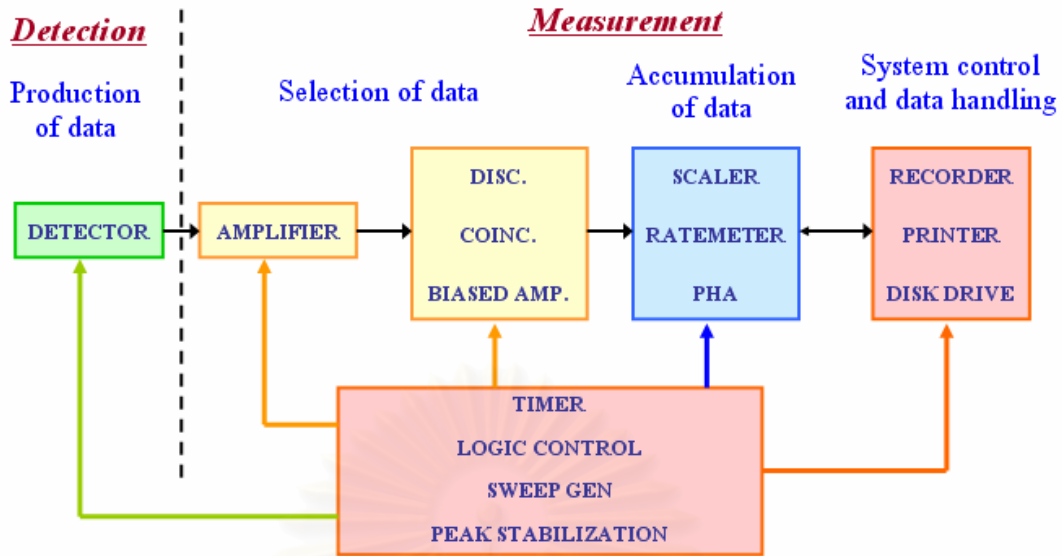 Detection
Measurement
Production
of data
Selection of data
Accumulation
of data
System control
and data handling
DETECTOR
AMPLIFIER
DISC.
COINC.
BIASED AMP.
SCALER
RATEMETER
PHA
RECORDER
PRINTER
DISK DRIVE
TIMER
LOGIC CONTROL
SWEEP GEN
PEAK STABILIZATION